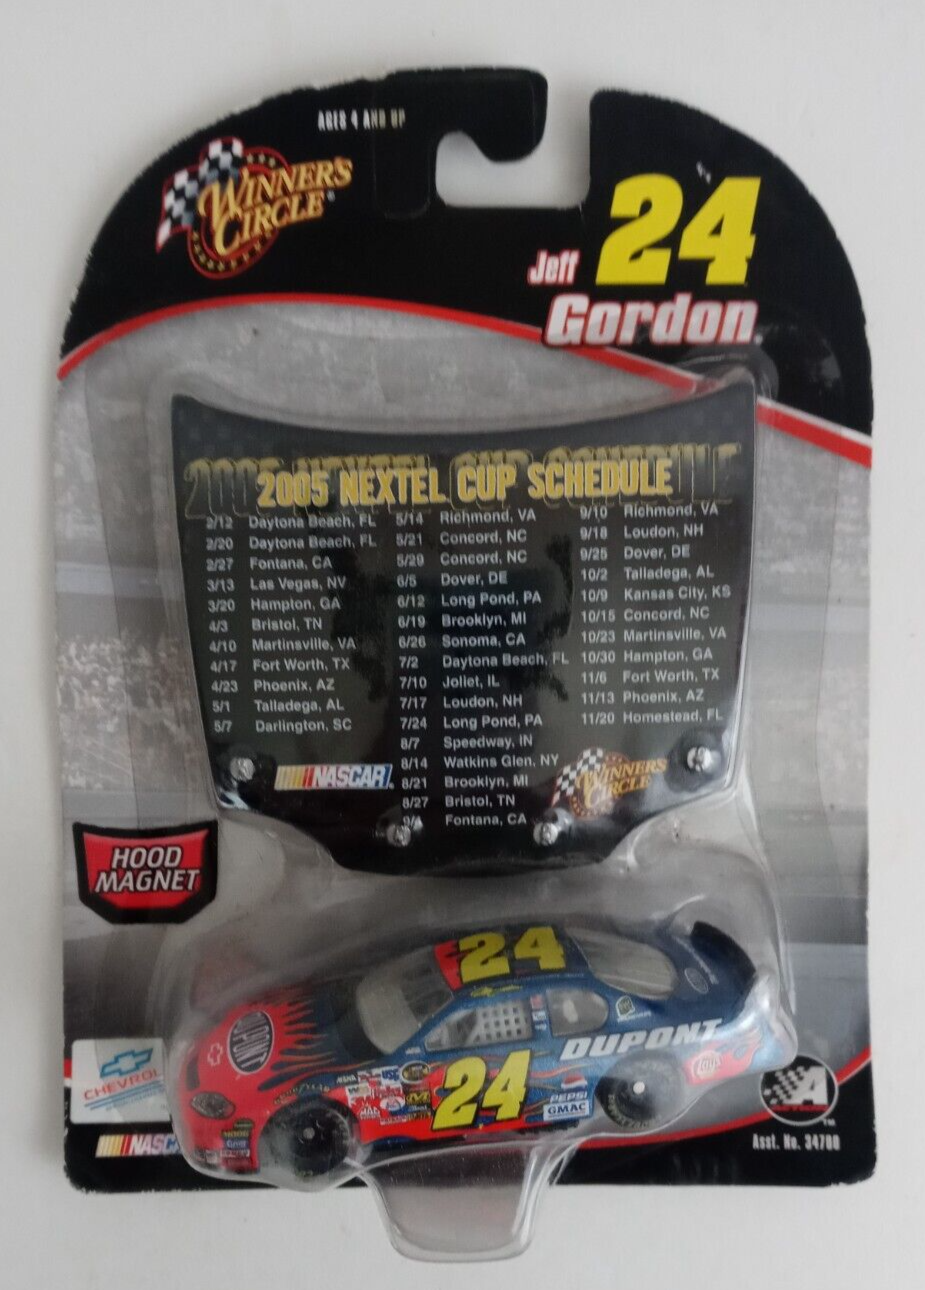 AGES 4 AND UP
WINNER'S
CIRCLE®
24
Jeff
Gordon.
2005 NEXTEL CUP SCHEDULE
2/12 Daytona Beach, FL
2/20 Daytona Beach, FL
2/27 Fontana, CA
3/13 Las Vegas, NV
3/20 Hampton, GA
4/3 Bristol, TN
4/10 Martinsville, VA
4/17 Fort Worth, TX
4/23 Phoenix, AZ
5/1 Talladega, AL
5/7 Darlington, SC
5/14 Richmond, VA
5/21 Concord, NC
5/29 Concord, NC
6/5 Dover, DE
6/12 Long Pond, PA
6/19 Brooklyn, MI
6/26 Sonoma, CA
7/2 Daytona Beach, FL
7/10 Joliet, IL
7/17 Loudon, NH
7/24 Long Pond, PA
8/7 Speedway, IN
8/14 Watkins Glen, NY
8/21 Brooklyn, MI
8/27 Bristol, TN
9/4 Fontana, CA
9/10 Richmond, VA
9/18 Loudon, NH
9/25 Dover, DE
10/2 Talladega, AL
10/9 Kansas City, KS
10/15 Concord, NC
10/23 Martinsville, VA
10/30 Hampton, GA
11/6 Fort Worth, TX
11/13 Phoenix, AZ
11/20 Homestead, FL
NASCAR
WINNER'S
CIRCLE
HOOD
MAGNET
24
DUPONT
DUPONT
24
PEPSI
GMAC
CHEVROL
NASCA
A
Asst. No. 34700